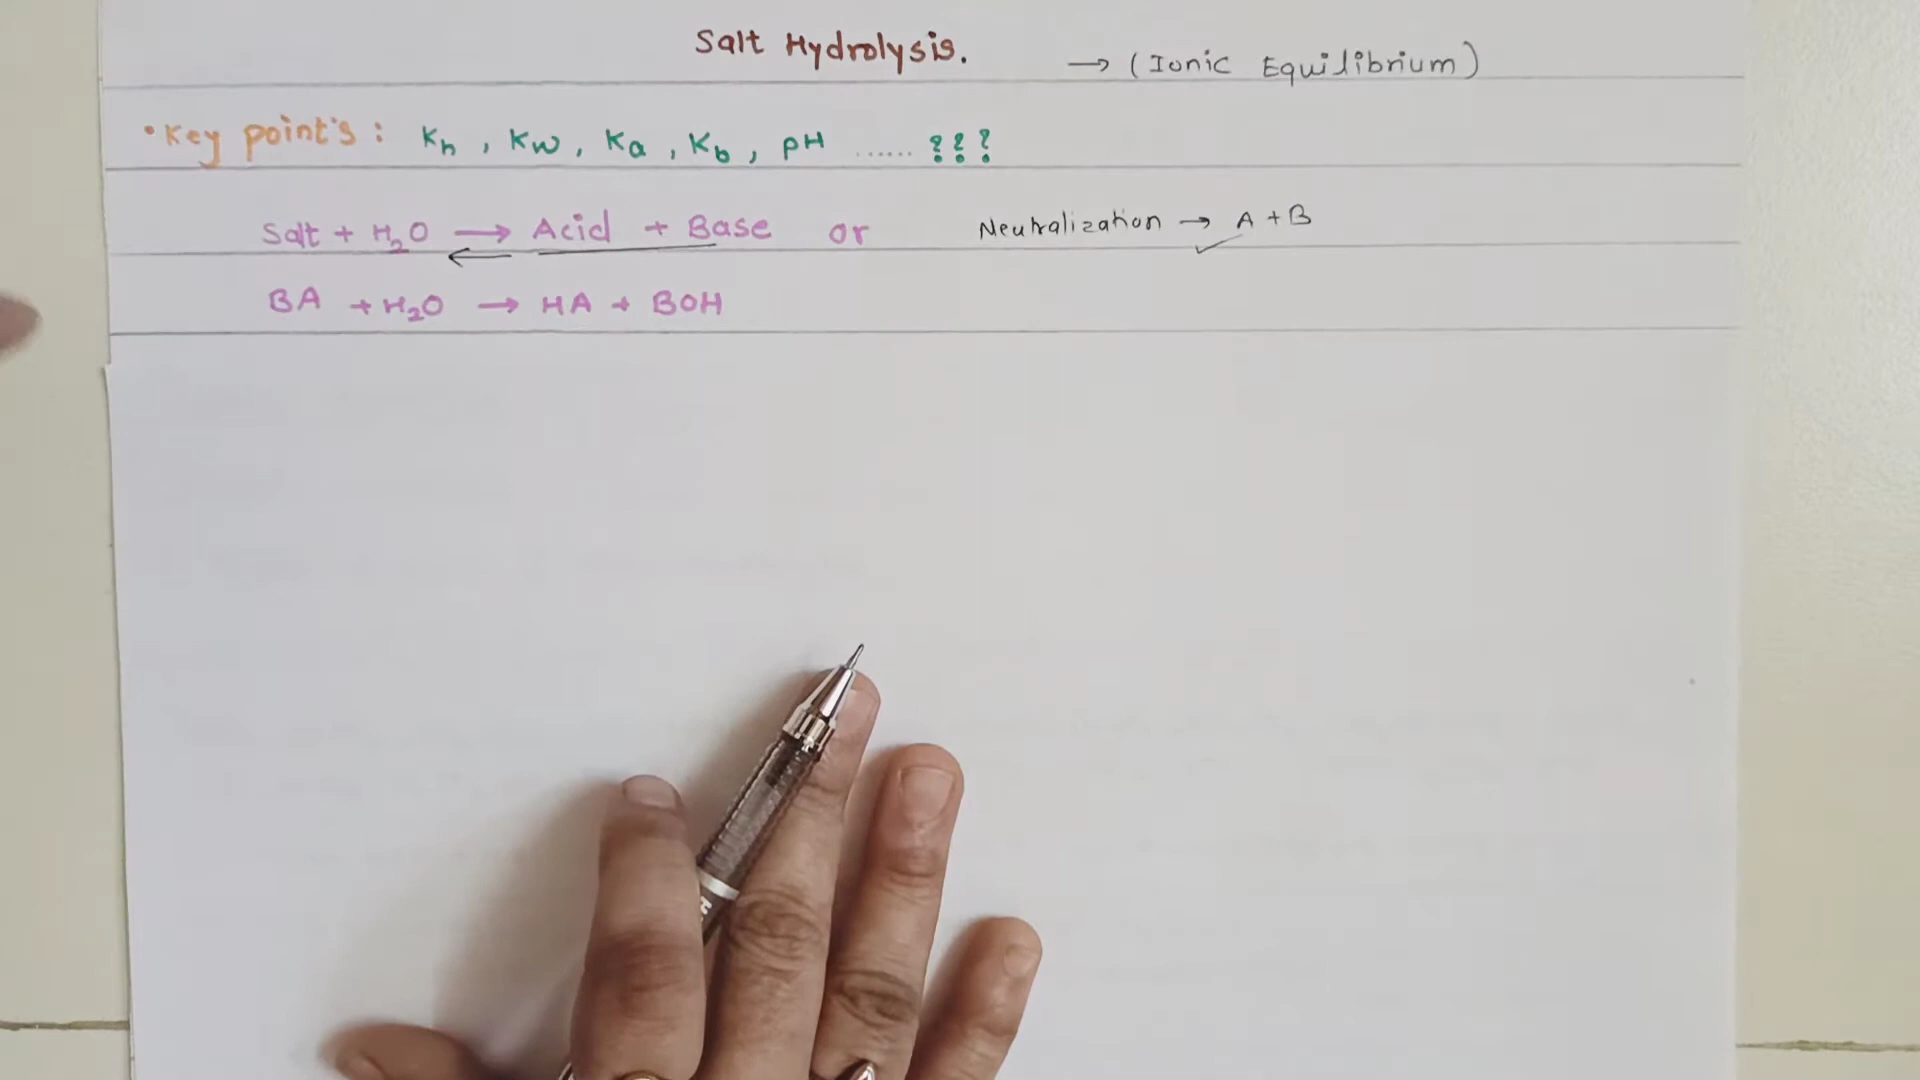 Salt Hydrolysis. → (Ionic Equilibrium)
• Key point's : Kh , Kw , Ka , Kb , pH ...... ? ? ?
Salt + H₂O ⟶ Acid + Base or Neutralization → A + B
⟵
BA + H₂O → HA + BOH